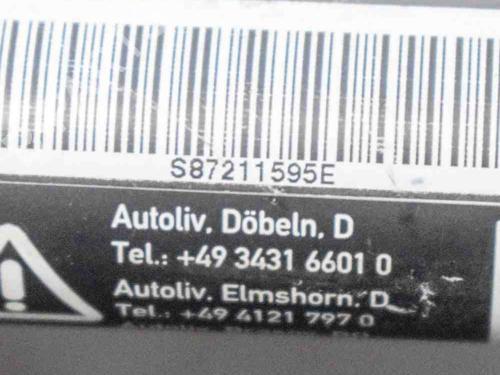 S87211595E
Autoliv, Döbeln, D
Tel.: +49 3431 6601 0
Autoliv, Elmshorn, D
Tel.: +49 4121 797 0